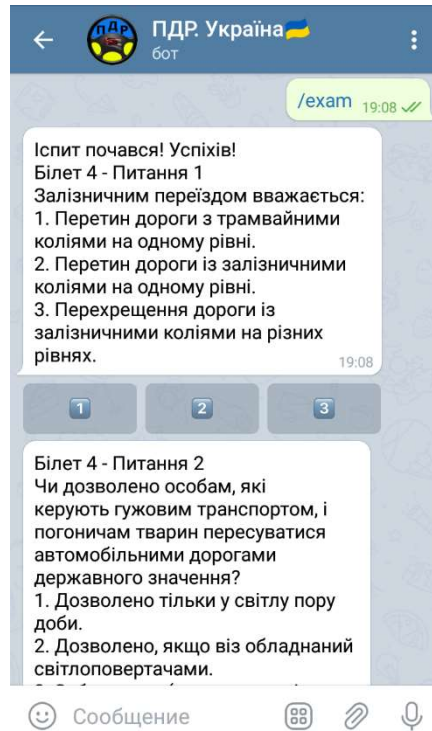 ПДР. Україна
бот
/exam 19:08
Іспит почався! Успіхів!
Білет 4 - Питання 1
Залізничним переїздом вважається:
1. Перетин дороги з трамвайними
коліями на одному рівні.
2. Перетин дороги із залізничними
коліями на одному рівні.
3. Перехрещення дороги із
залізничними коліями на різних
рівнях.
19:08
1 2 3
Білет 4 - Питання 2
Чи дозволено особам, які
керують гужовим транспортом, і
погоничам тварин пересуватися
автомобільними дорогами
державного значення?
1. Дозволено тільки у світлу пору
доби.
2. Дозволено, якщо віз обладнаний
світлоповертачами.
Сообщение